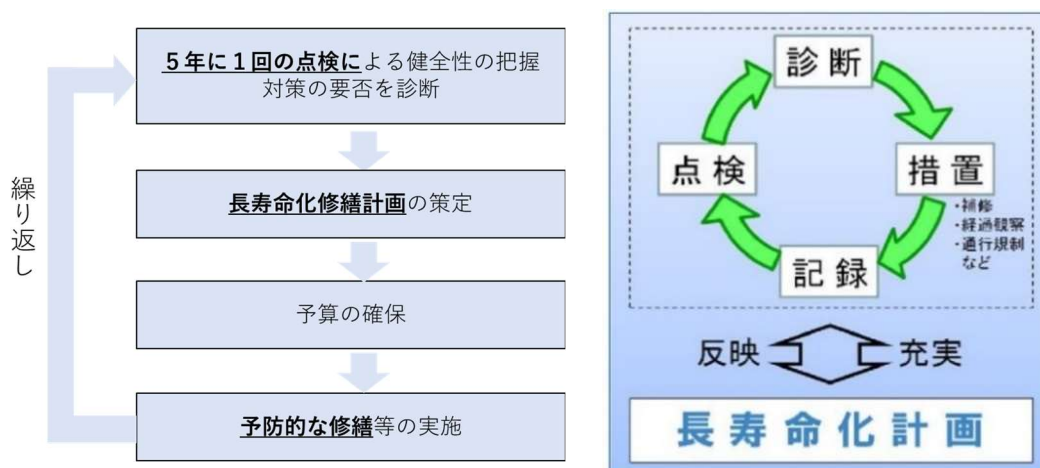 ５年に１回の点検による健全性の把握
対策の要否を診断
長寿命化修繕計画の策定
予算の確保
予防的な修繕等の実施
繰り返し
診断
点検
措置
・補修
・経過観察
・通行規制
など
記録
反映
充実
長寿命化計画